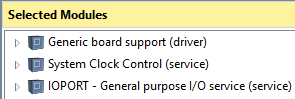 Selected Modules
Generic board support (driver)
System Clock Control (service)
IOPORT - General purpose I/O service (service)